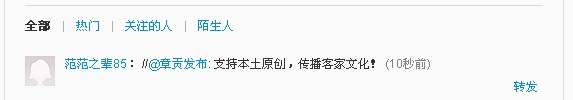 全部 | 热门 | 关注的人 | 陌生人
范范之辈85： //@章贡发布: 支持本土原创，传播客家文化！ (10秒前)
转发